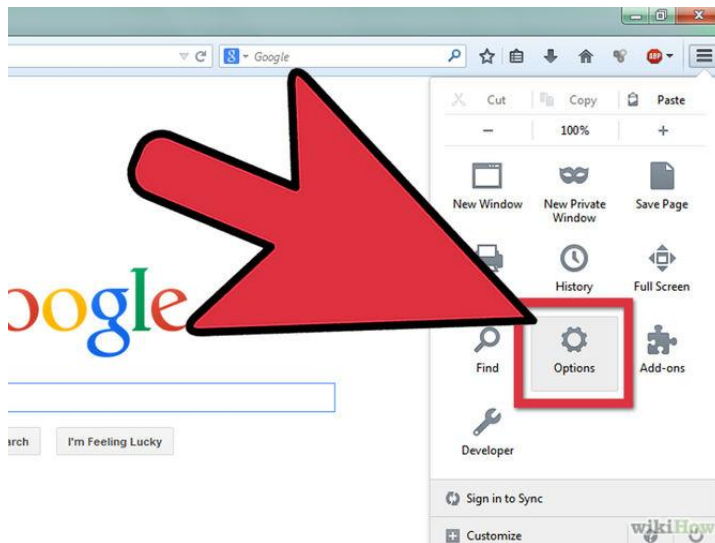 Google
ABP
Cut
Copy
Paste
−
100%
+
New Window
New Private
Window
Save Page
History
Full Screen
oogle
Find
Options
Add-ons
Developer
arch
I'm Feeling Lucky
Sign in to Sync
Customize
wikiHow